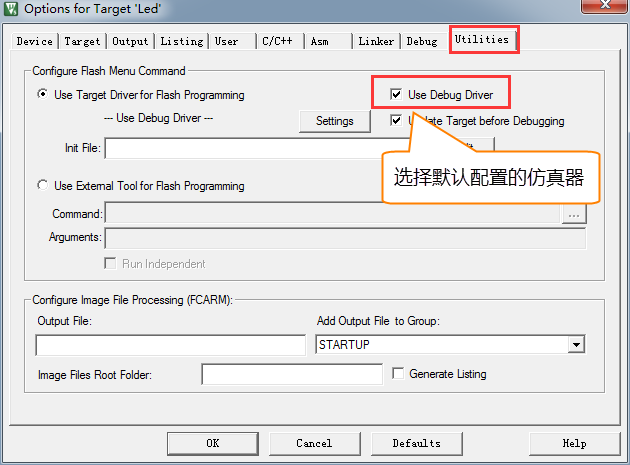 Options for Target 'Led'
Device Target Output Listing User C/C++ Asm Linker Debug Utilities
Configure Flash Menu Command
Use Target Driver for Flash Programming
Use Debug Driver
--- Use Debug Driver ---
Settings
Target before Debugging
Init File:
选择默认配置的仿真器
Use External Tool for Flash Programming
Command:
...
Arguments:
Run Independent
Configure Image File Processing (FCARM):
Output File:
Add Output File to Group:
STARTUP
Image Files Root Folder:
Generate Listing
OK Cancel Defaults Help